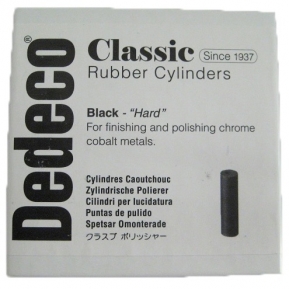 Dedeco®
Classic Since 1937
Rubber Cylinders
Black - "Hard"
For finishing and polishing chrome
cobalt metals.
Cylindres Caoutchouc
Zylindrische Polierer
Cilindri per lucidatura
Puntas de pulido
Spetsar Omonterade
クラスプ ポリッシャー